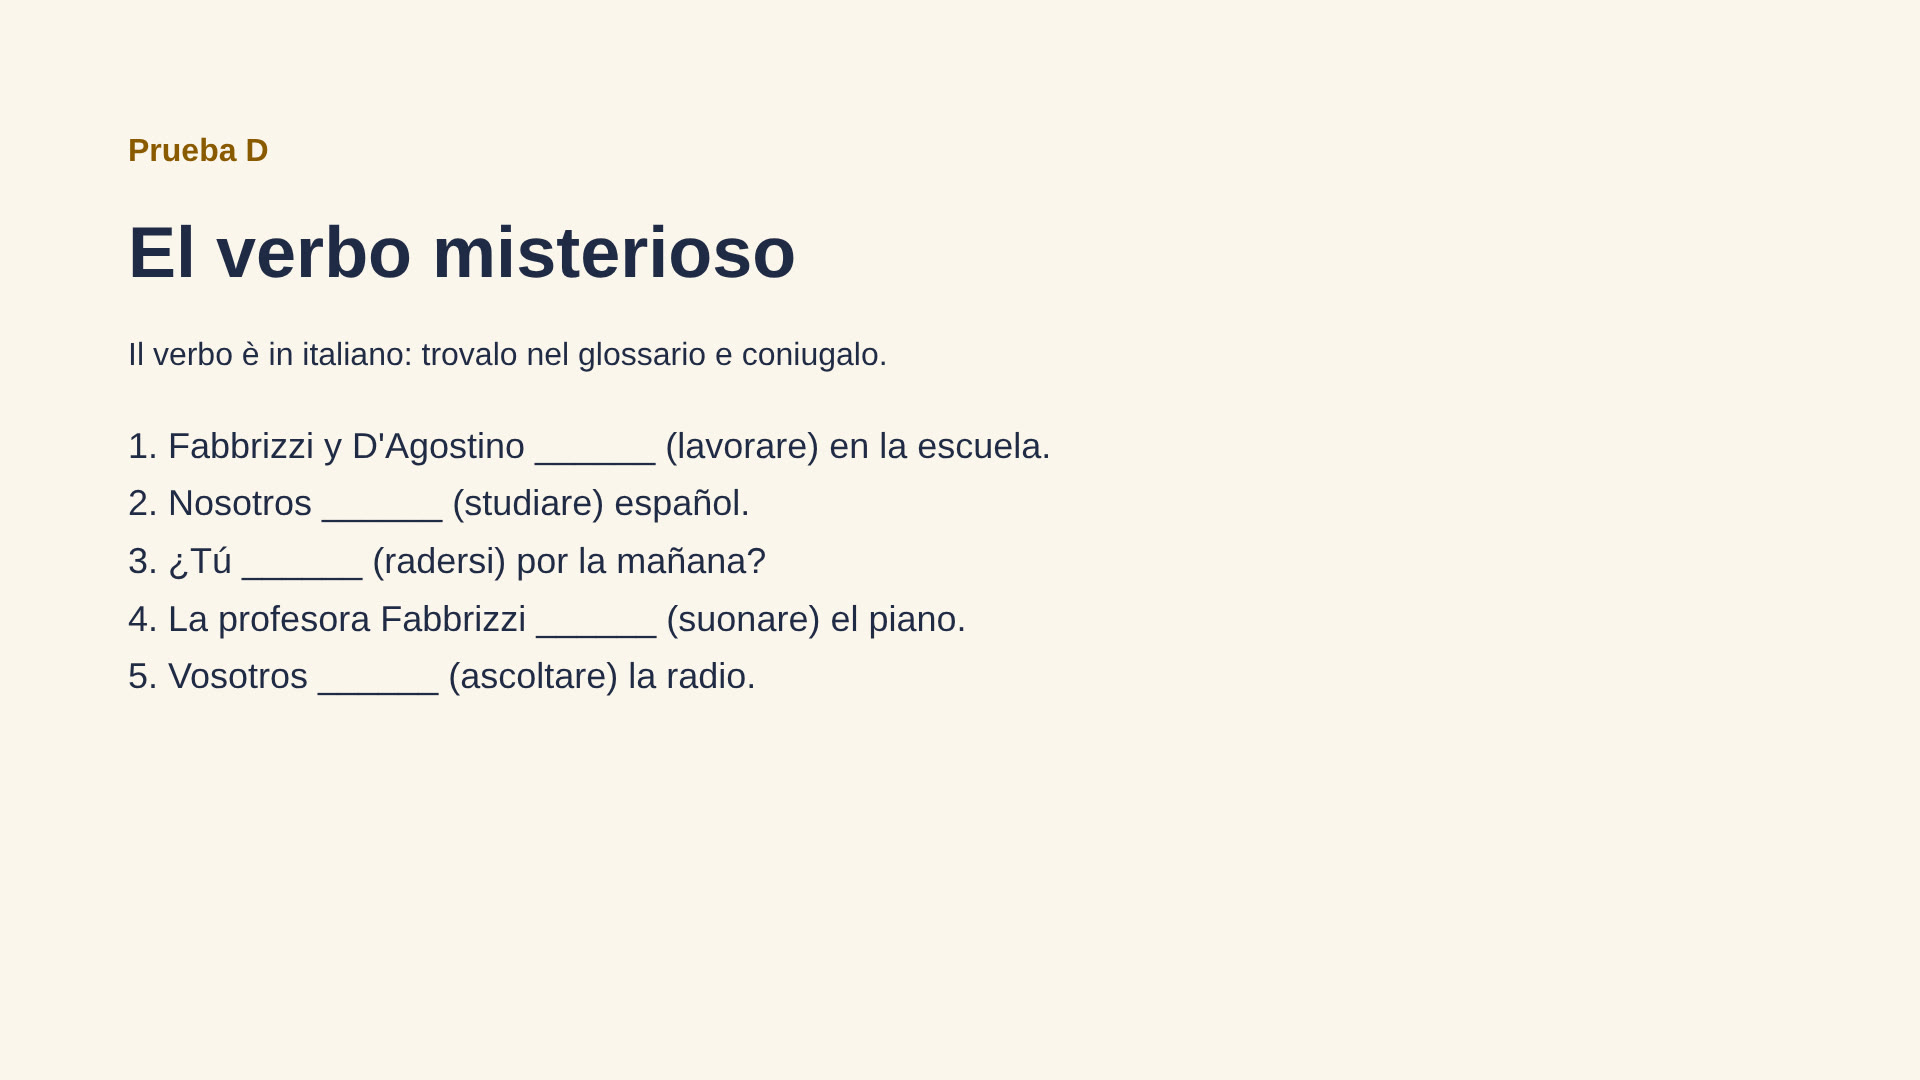 Prueba D
El verbo misterioso
Il verbo è in italiano: trovalo nel glossario e coniugalo.
1. Fabbrizzi y D'Agostino ______ (lavorare) en la escuela.
2. Nosotros ______ (studiare) español.
3. ¿Tú ______ (radersi) por la mañana?
4. La profesora Fabbrizzi ______ (suonare) el piano.
5. Vosotros ______ (ascoltare) la radio.